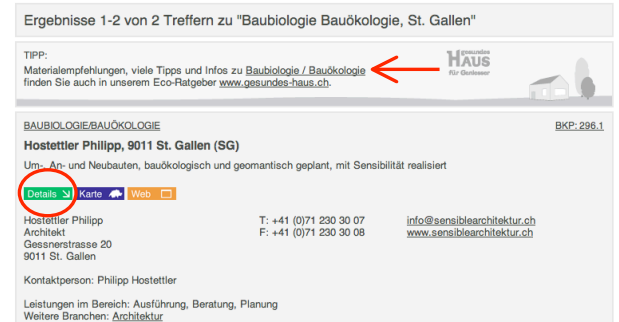 Ergebnisse 1-2 von 2 Treffern zu "Baubiologie Bauökologie, St. Gallen"
TIPP:
Materialempfehlungen, viele Tipps und Infos zu Baubiologie / Bauökologie
finden Sie auch in unserem Eco-Ratgeber www.gesundes-haus.ch.
gesundes
HAUS
für Geniesser
BAUBIOLOGIE/BAUÖKOLOGIE BKP: 296.1
Hostettler Philipp, 9011 St. Gallen (SG)
Um-, An- und Neubauten, bauökologisch und geomantisch geplant, mit Sensibilität realisiert
Details Karte Web
Hostettler Philipp T: +41 (0)71 230 30 07 info@sensiblearchitektur.ch
Architekt F: +41 (0)71 230 30 08 www.sensiblearchitektur.ch
Gessnerstrasse 20
9011 St. Gallen
Kontaktperson: Philipp Hostettler
Leistungen im Bereich: Ausführung, Beratung, Planung
Weitere Branchen: Architektur